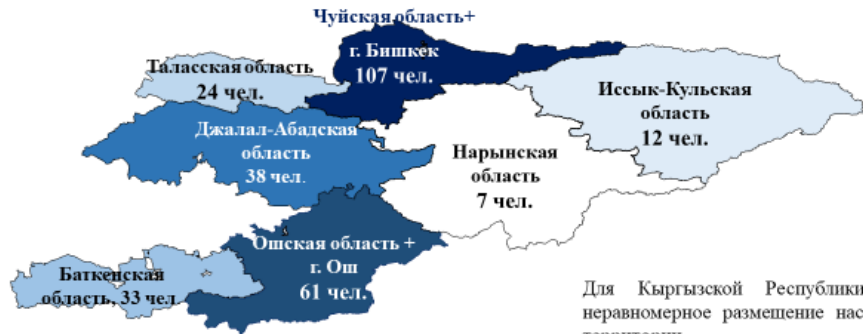 Чуйская область+
г. Бишкек
107 чел.
Таласская область
24 чел.
Иссык-Кульская
область
12 чел.
Джалал-Абадская
область
38 чел.
Нарынская
область
7 чел.
Ошская область +
г. Ош
61 чел.
Баткенская
область, 33 чел
Для Кыргызской Республики
неравномерное размещение нас